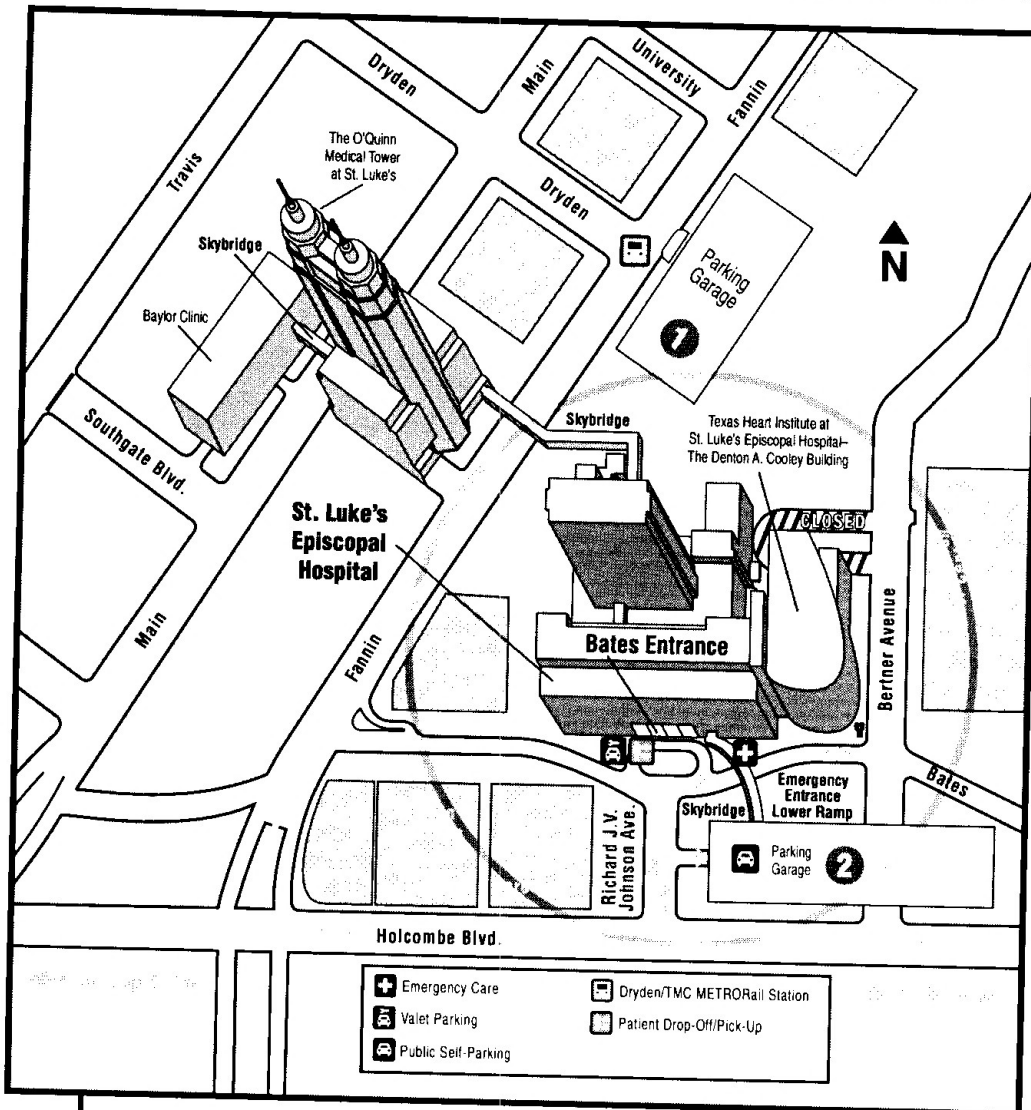 Dryden
Main
University
Fannin
The O'Quinn
Medical Tower
at St. Luke's
Travis
Dryden
Skybridge
N
Parking
Garage
1
Baylor Clinic
Skybridge
Texas Heart Institute at
St. Luke's Episcopal Hospital–
The Denton A. Cooley Building
Southgate Blvd.
St. Luke's
Episcopal
Hospital
CLOSED
Main
Fannin
Bates Entrance
Bertner Avenue
Bates
Emergency
Entrance
Lower Ramp
Skybridge
Richard J.V.
Johnson Ave.
Parking
Garage
2
Holcombe Blvd.
Emergency Care
Valet Parking
Public Self-Parking
Dryden/TMC METRORail Station
Patient Drop-Off/Pick-Up